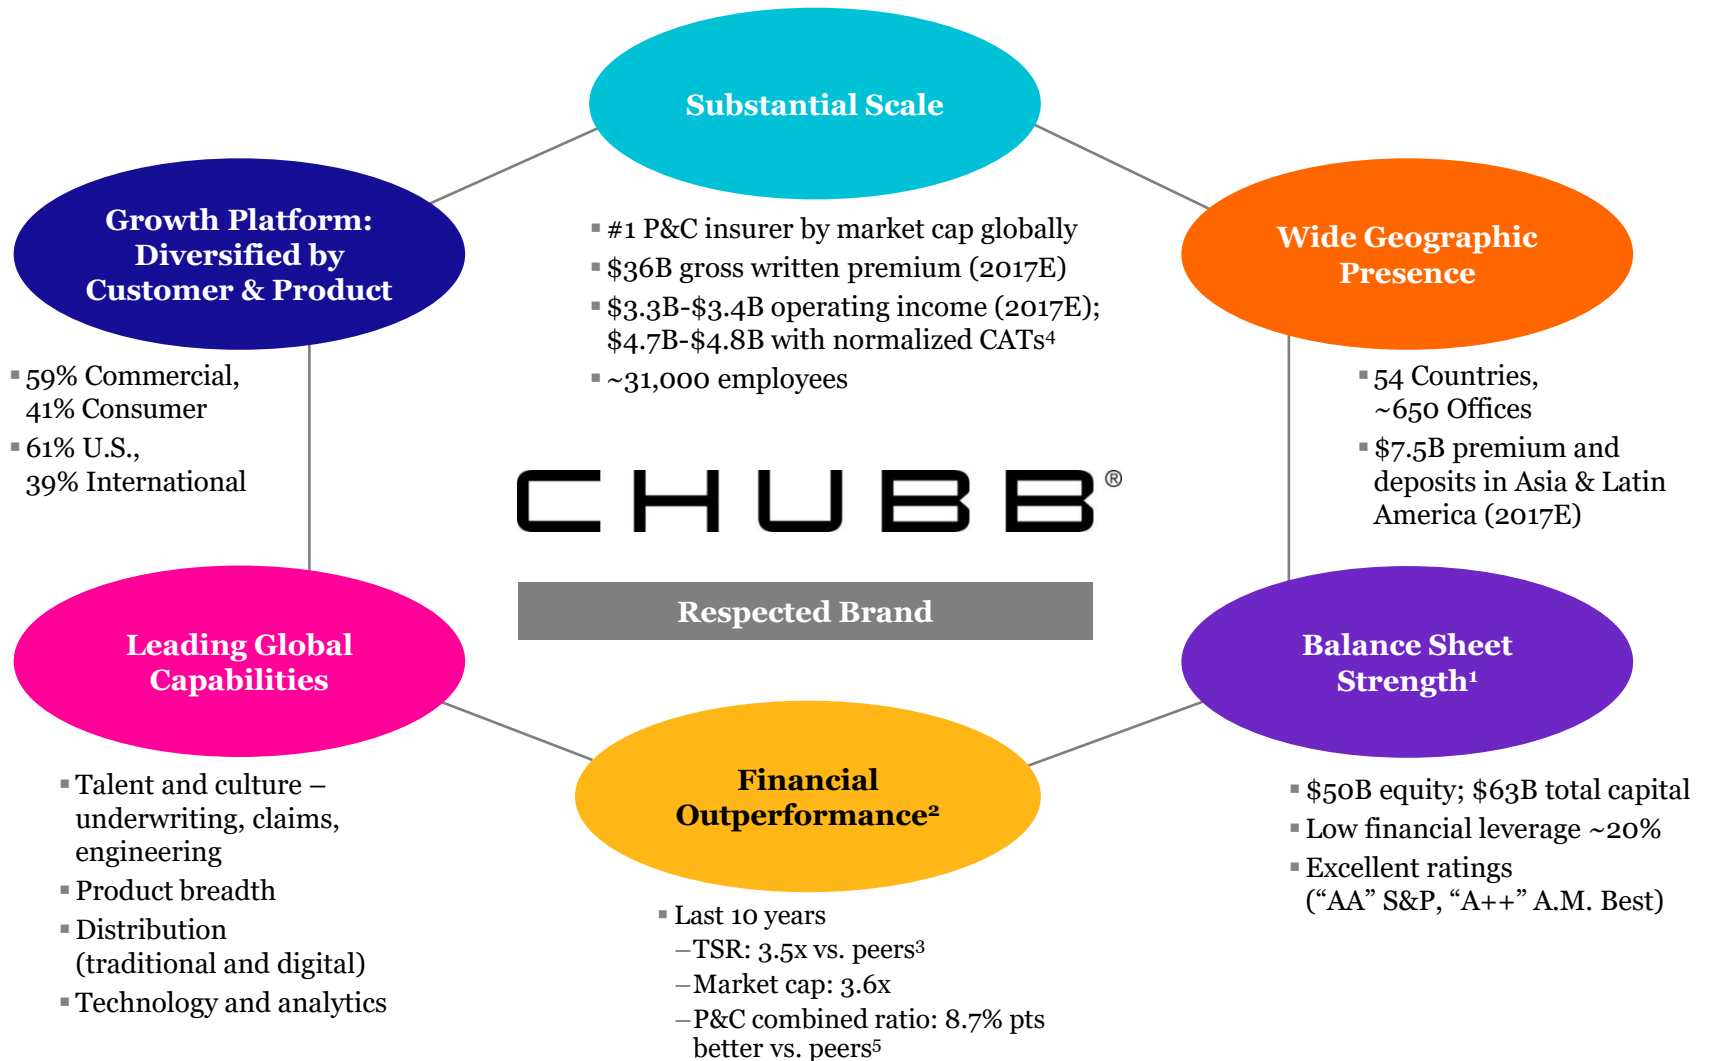 Substantial Scale
▪ #1 P&C insurer by market cap globally
▪ $36B gross written premium (2017E)
▪ $3.3B-$3.4B operating income (2017E);
$4.7B-$4.8B with normalized CATs⁴
▪ ~31,000 employees
Growth Platform:
Diversified by
Customer & Product
▪ 59% Commercial,
41% Consumer
▪ 61% U.S.,
39% International
Wide Geographic
Presence
▪ 54 Countries,
~650 Offices
▪ $7.5B premium and
deposits in Asia & Latin
America (2017E)
CHUBB®
Respected Brand
Leading Global
Capabilities
▪ Talent and culture –
underwriting, claims,
engineering
▪ Product breadth
▪ Distribution
(traditional and digital)
▪ Technology and analytics
Financial
Outperformance²
▪ Last 10 years
–TSR: 3.5x vs. peers³
–Market cap: 3.6x
–P&C combined ratio: 8.7% pts
better vs. peers⁵
Balance Sheet
Strength¹
▪ $50B equity; $63B total capital
▪ Low financial leverage ~20%
▪ Excellent ratings
(“AA” S&P, “A++” A.M. Best)